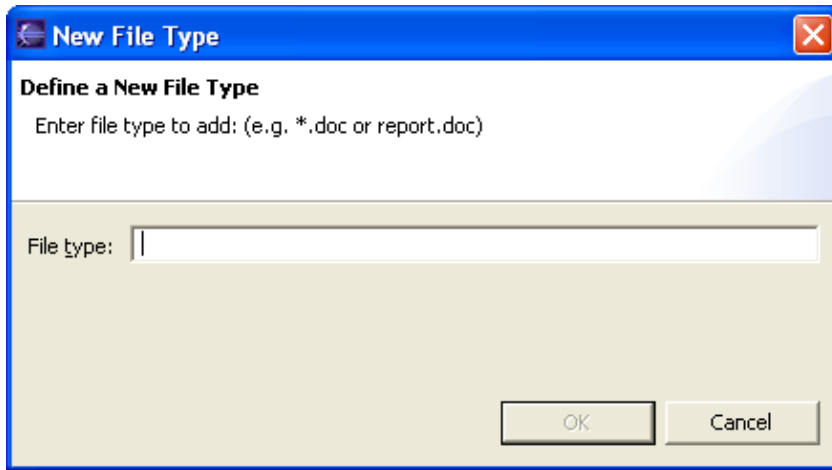 New File Type
Define a New File Type
Enter file type to add: (e.g. *.doc or report.doc)
File type:
OK
Cancel